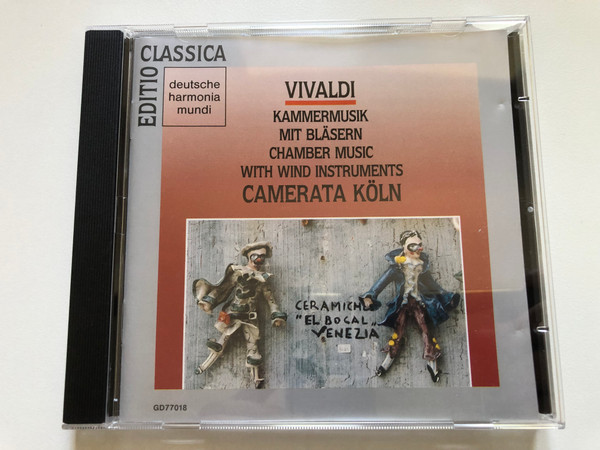 EDITIO CLASSICA
deutsche
harmonia
mundi
VIVALDI
KAMMERMUSIK
MIT BLÄSERN
CHAMBER MUSIC
WITH WIND INSTRUMENTS
CAMERATA KÖLN
CERAMICHE
"EL BOCAL„
VENEZIA
GD77018